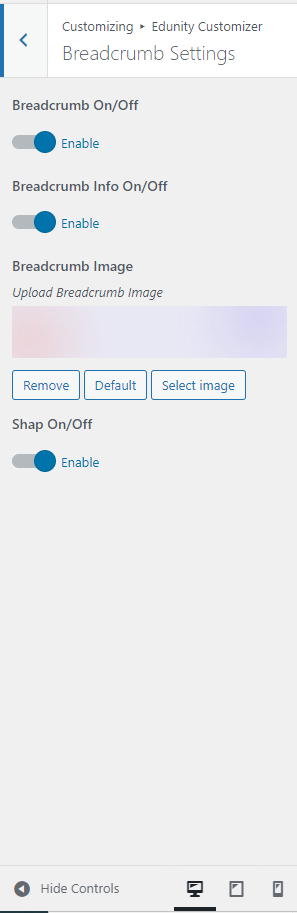 Customizing ▸ Edunity Customizer
Breadcrumb Settings
Breadcrumb On/Off
Enable
Breadcrumb Info On/Off
Enable
Breadcrumb Image
Upload Breadcrumb Image
Remove Default Select image
Shap On/Off
Enable
Hide Controls